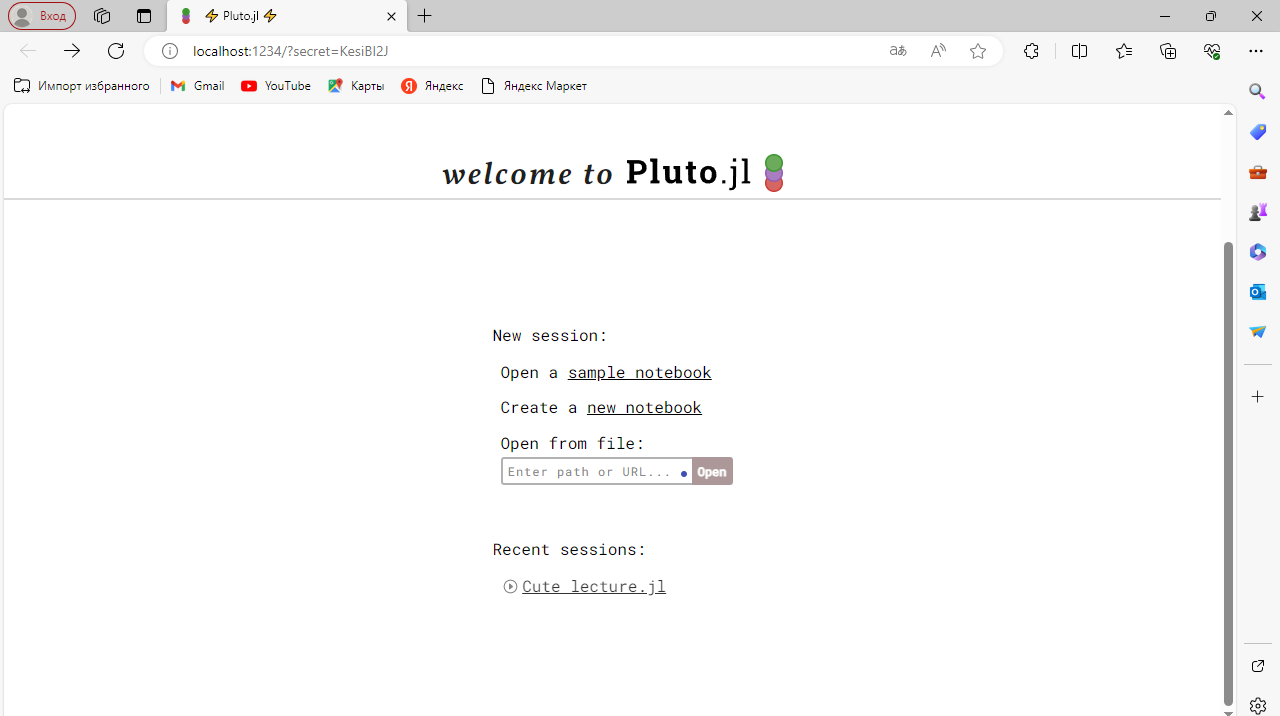 Вход
⚡ Pluto.jl ⚡
localhost:1234/?secret=KesiBI2J
Импорт избранного
Gmail
YouTube
Карты
Яндекс
Яндекс Маркет
welcome to Pluto.jl
New session:
Open a sample notebook
Create a new notebook
Open from file:
Enter path or URL...
Open
Recent sessions:
Cute lecture.jl